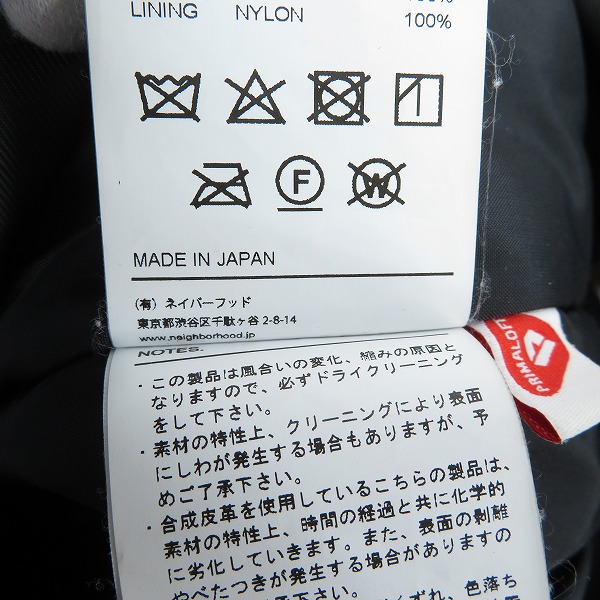 100%
LINING NYLON 100%
F
W
MADE IN JAPAN
(有) ネイバーフッド
東京都渋谷区千駄ヶ谷 2-8-14
www.neighborhood.jp
NOTES.
・この製品は風合いの変化、縮みの原因と
なりますので、必ずドライクリーニング
をして下さい。
・素材の特性上、クリーニングにより表面
にしわが発生する場合もありますが、予
めご了承下さい。
・合成皮革を使用しているこちらの製品は、
素材の特性上、時間の経過と共に化学的
に劣化していきます。また、表面の剥離
やべたつきが発生する場合がありますの
色落ち
PRIMALOFT